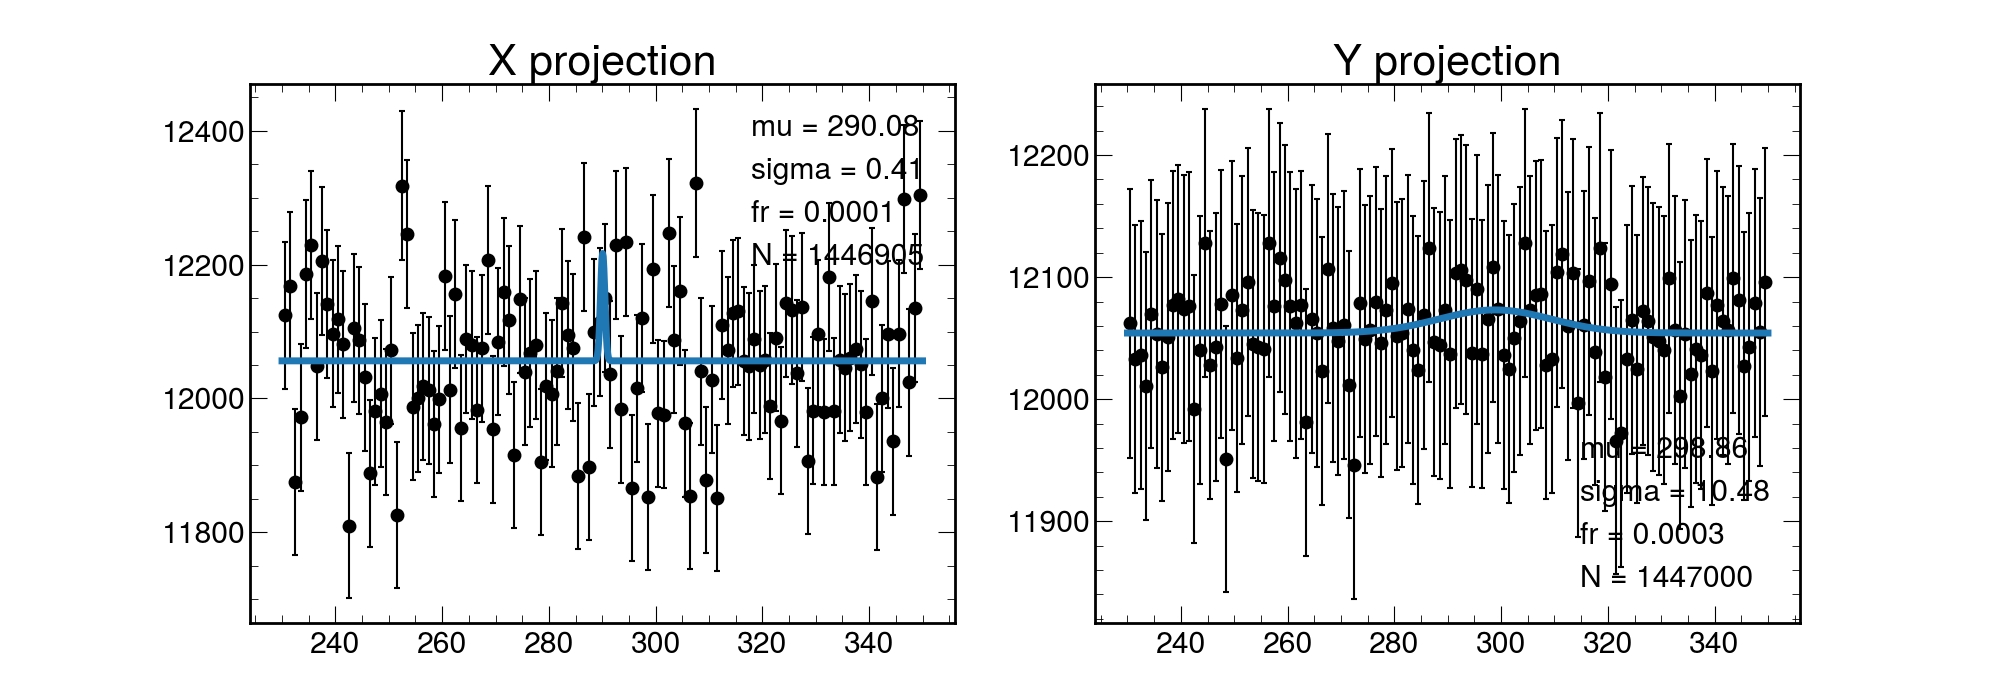 X projection
12400
12200
12000
11800
240 260 280 300 320 340
mu = 290.08
sigma = 0.41
fr = 0.0001
N = 1446905
Y projection
12200
12100
12000
11900
240 260 280 300 320 340
mu = 298.86
sigma = 10.48
fr = 0.0003
N = 1447000